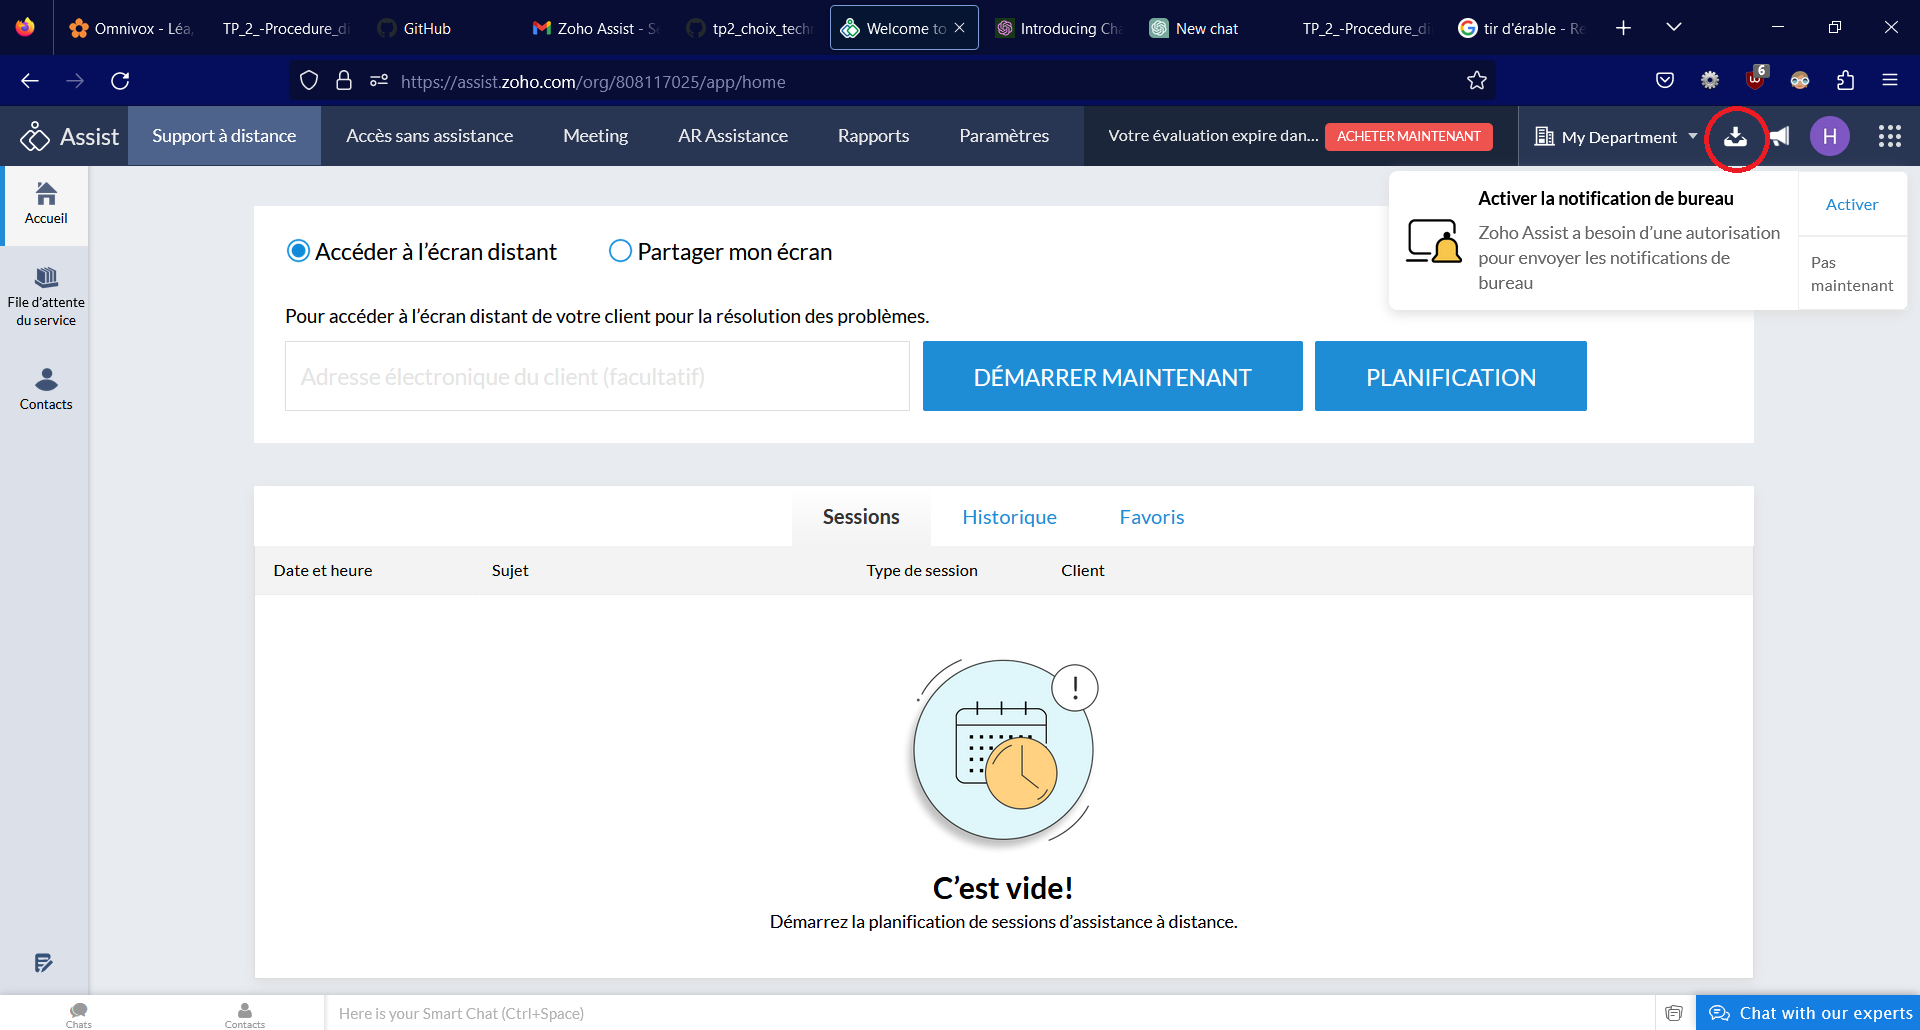 Omnivox - Léa,
TP_2_-Procedure_di
GitHub
Zoho Assist - Se
tp2_choix_techn
Welcome to
Introducing Cha
New chat
TP_2_-Procedure_di
tir d'érable - Re
https://assist.zoho.com/org/808117025/app/home
6
Assist
Support à distance
Accès sans assistance
Meeting
AR Assistance
Rapports
Paramètres
Votre évaluation expire dan...
ACHETER MAINTENANT
My Department
H
Accueil
File d’attente
du service
Contacts
Activer la notification de bureau
Zoho Assist a besoin d’une autorisation
pour envoyer les notifications de
bureau
Activer
Pas
maintenant
Accéder à l’écran distant
Partager mon écran
Pour accéder à l’écran distant de votre client pour la résolution des problèmes.
Adresse électronique du client (facultatif)
DÉMARRER MAINTENANT
PLANIFICATION
Sessions
Historique
Favoris
Date et heure
Sujet
Type de session
Client
!
C’est vide!
Démarrez la planification de sessions d’assistance à distance.
Chats
Contacts
Here is your Smart Chat (Ctrl+Space)
Chat with our experts